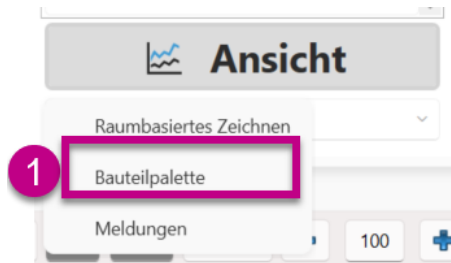 Ansicht
Raumbasiertes Zeichnen
1
Bauteilpalette
Meldungen
100